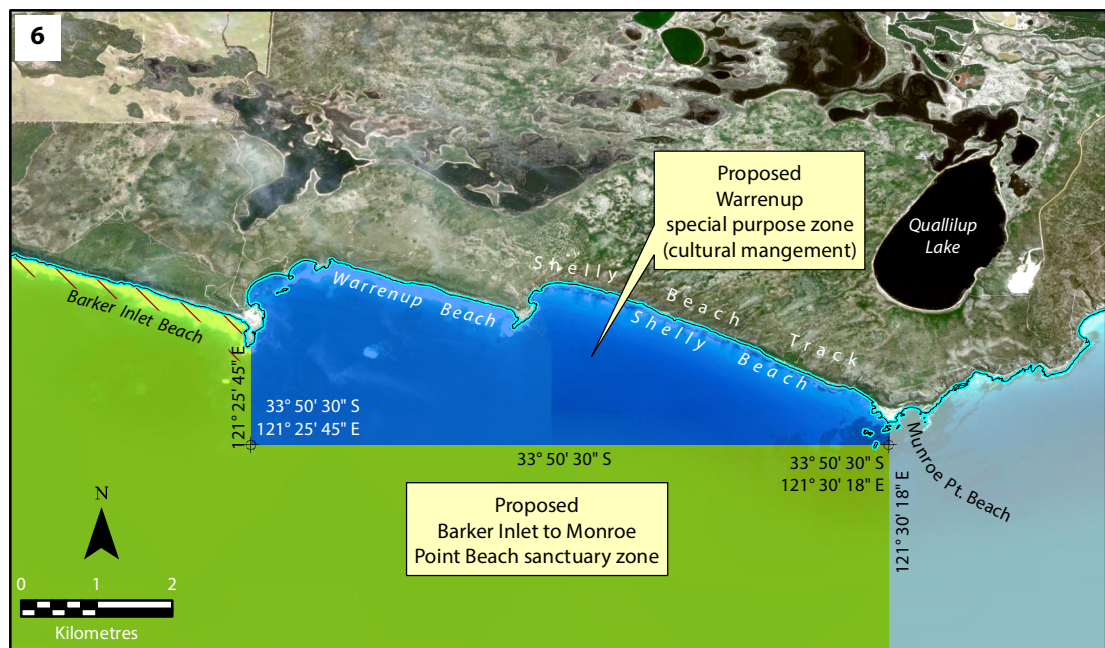 6
Proposed
Warrenup
special purpose zone
(cultural mangement)
Quallilup
Lake
Shelly Beach Track
Warrenup Beach
Shelly Beach
Barker Inlet Beach
121° 25' 45" E
33° 50' 30" S
121° 25' 45" E
33° 50' 30" S
33° 50' 30" S
121° 30' 18" E
Munroe Pt. Beach
121° 30' 18" E
Proposed
Barker Inlet to Monroe
Point Beach sanctuary zone
N
0 1 2
Kilometres